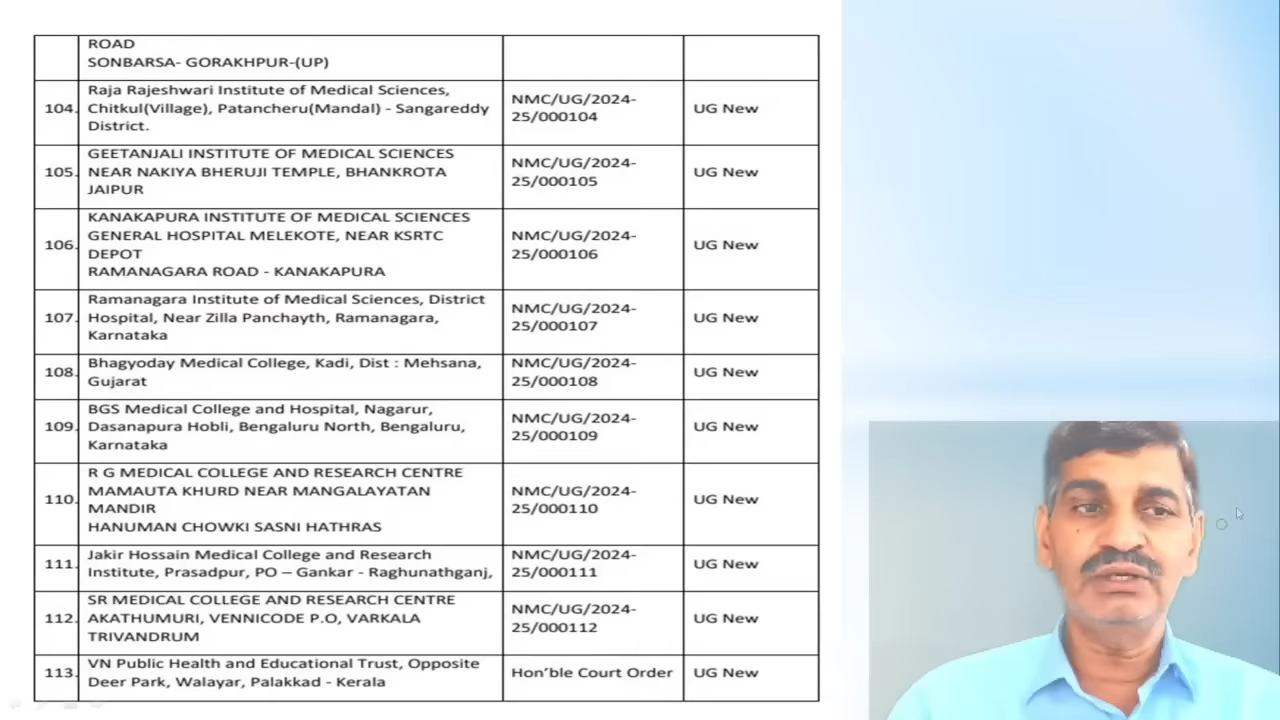 ROAD
SONBARSA- GORAKHPUR-(UP)
104. Raja Rajeshwari Institute of Medical Sciences,
Chitkul(Village), Patancheru(Mandal) - Sangareddy
District.
NMC/UG/2024-
25/000104
UG New
105. GEETANJALI INSTITUTE OF MEDICAL SCIENCES
NEAR NAKIYA BHERUJI TEMPLE, BHANKROTA
JAIPUR
NMC/UG/2024-
25/000105
UG New
106. KANAKAPURA INSTITUTE OF MEDICAL SCIENCES
GENERAL HOSPITAL MELEKOTE, NEAR KSRTC
DEPOT
RAMANAGARA ROAD - KANAKAPURA
NMC/UG/2024-
25/000106
UG New
107. Ramanagara Institute of Medical Sciences, District
Hospital, Near Zilla Panchayth, Ramanagara,
Karnataka
NMC/UG/2024-
25/000107
UG New
108. Bhagyoday Medical College, Kadi, Dist : Mehsana,
Gujarat
NMC/UG/2024-
25/000108
UG New
109. BGS Medical College and Hospital, Nagarur,
Dasanapura Hobli, Bengaluru North, Bengaluru,
Karnataka
NMC/UG/2024-
25/000109
UG New
110. R G MEDICAL COLLEGE AND RESEARCH CENTRE
MAMAUTA KHURD NEAR MANGALAYATAN
MANDIR
HANUMAN CHOWKI SASNI HATHRAS
NMC/UG/2024-
25/000110
UG New
111. Jakir Hossain Medical College and Research
Institute, Prasadpur, PO – Gankar - Raghunathganj,
NMC/UG/2024-
25/000111
UG New
112. SR MEDICAL COLLEGE AND RESEARCH CENTRE
AKATHUMURI, VENNICODE P.O, VARKALA
TRIVANDRUM
NMC/UG/2024-
25/000112
UG New
113. VN Public Health and Educational Trust, Opposite
Deer Park, Walayar, Palakkad - Kerala
Hon’ble Court Order
UG New